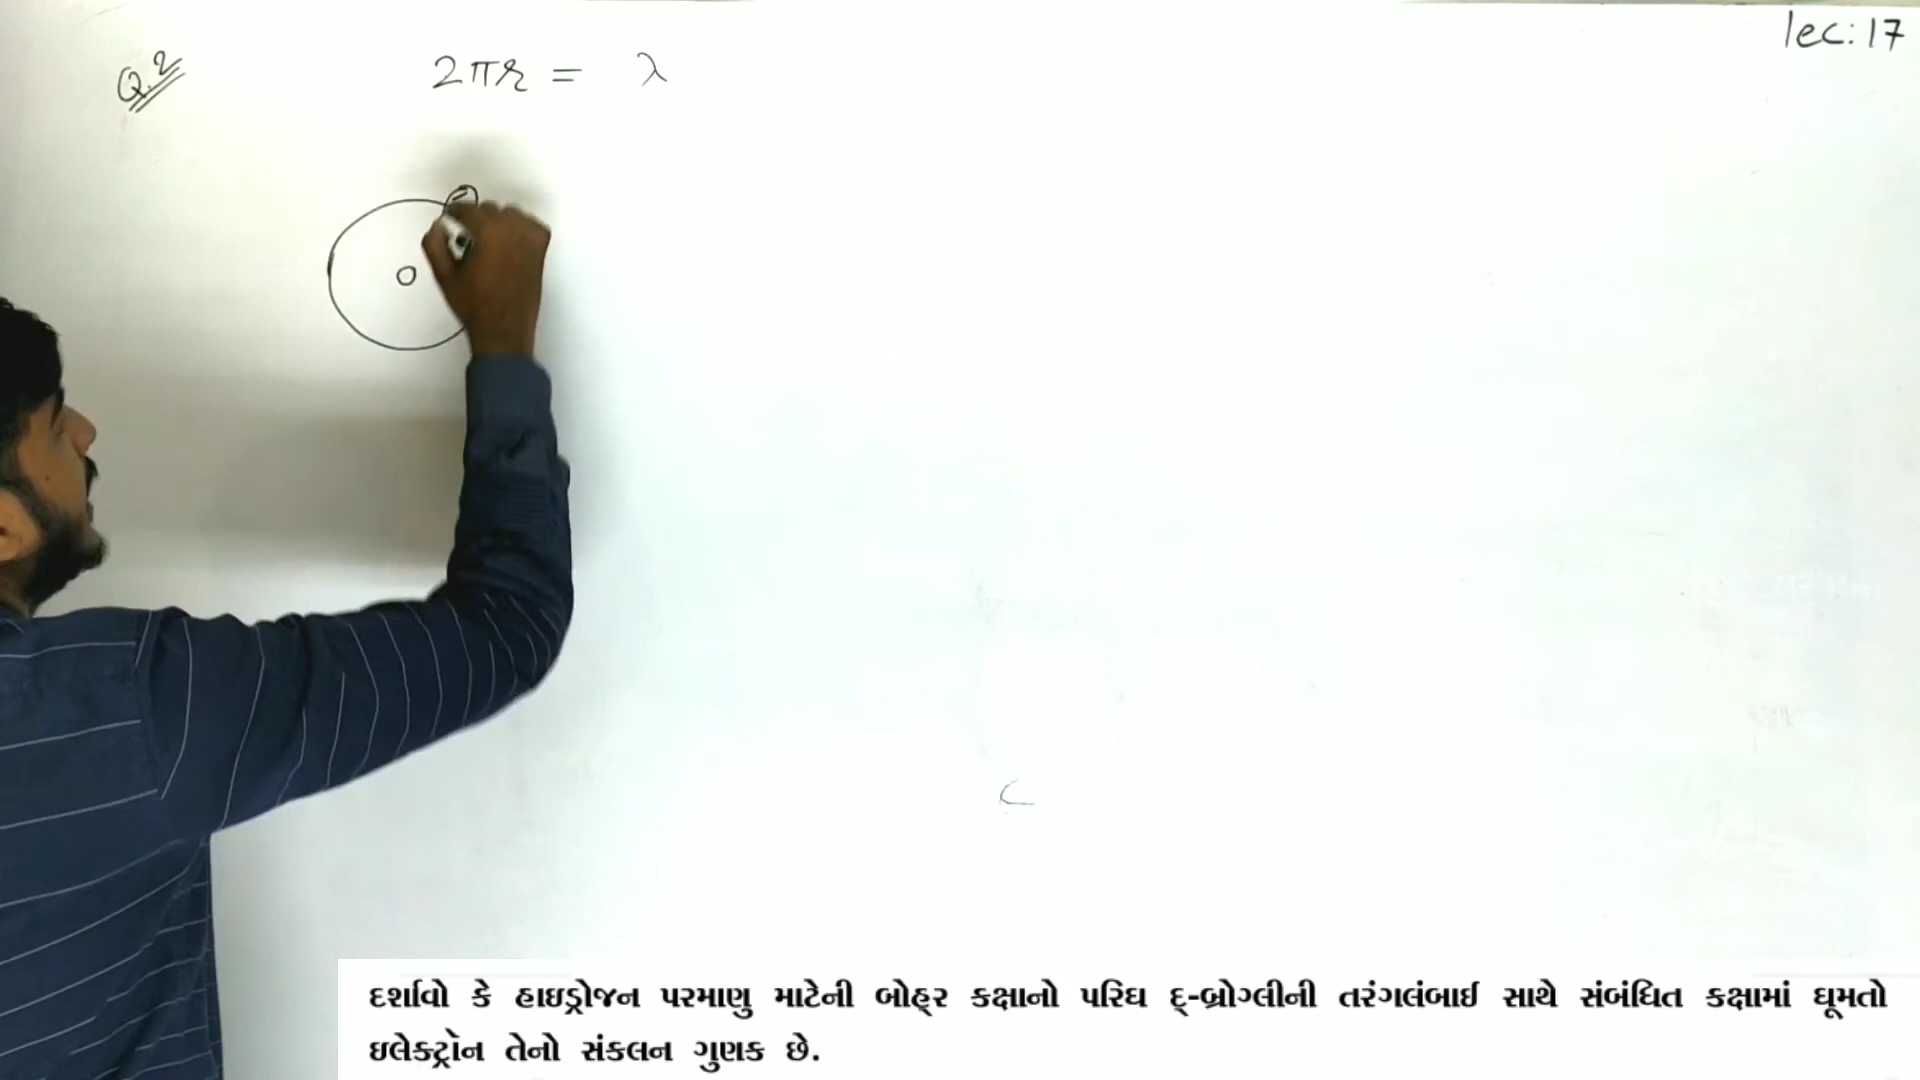 lec: 17
Q.2
2πr = λ
દર્શાવો કે હાઇડ્રોજન પરમાણુ માટેની બોહ્ર કક્ષાનો પરિઘ દ્-બ્રોગ્લીની તરંગલંબાઈ સાથે સંબંધિત કક્ષામાં ઘૂમતો
ઇલેક્ટ્રૉન તેનો સંકલન ગુણક છે.